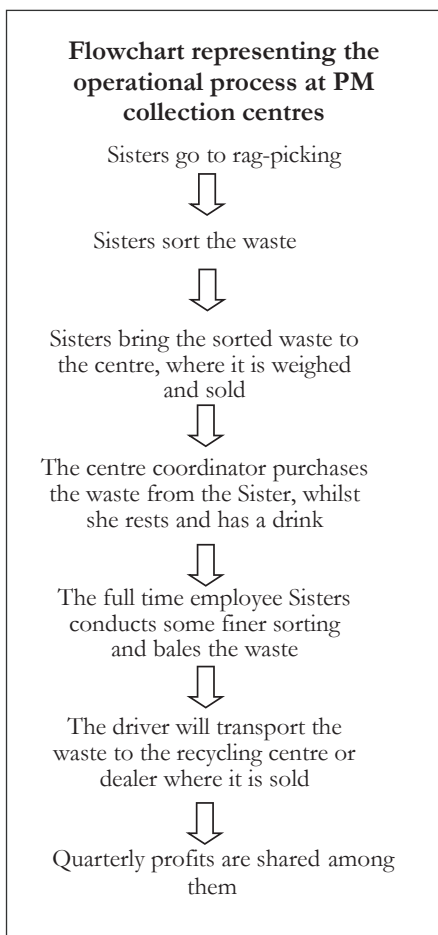 Flowchart representing the
operational process at PM
collection centres
Sisters go to rag-picking
Sisters sort the waste
Sisters bring the sorted waste to
the centre, where it is weighed
and sold
The centre coordinator purchases
the waste from the Sister, whilst
she rests and has a drink
The full time employee Sisters
conducts some finer sorting
and bales the waste
The driver will transport the
waste to the recycling centre or
dealer where it is sold
Quarterly profits are shared among
them